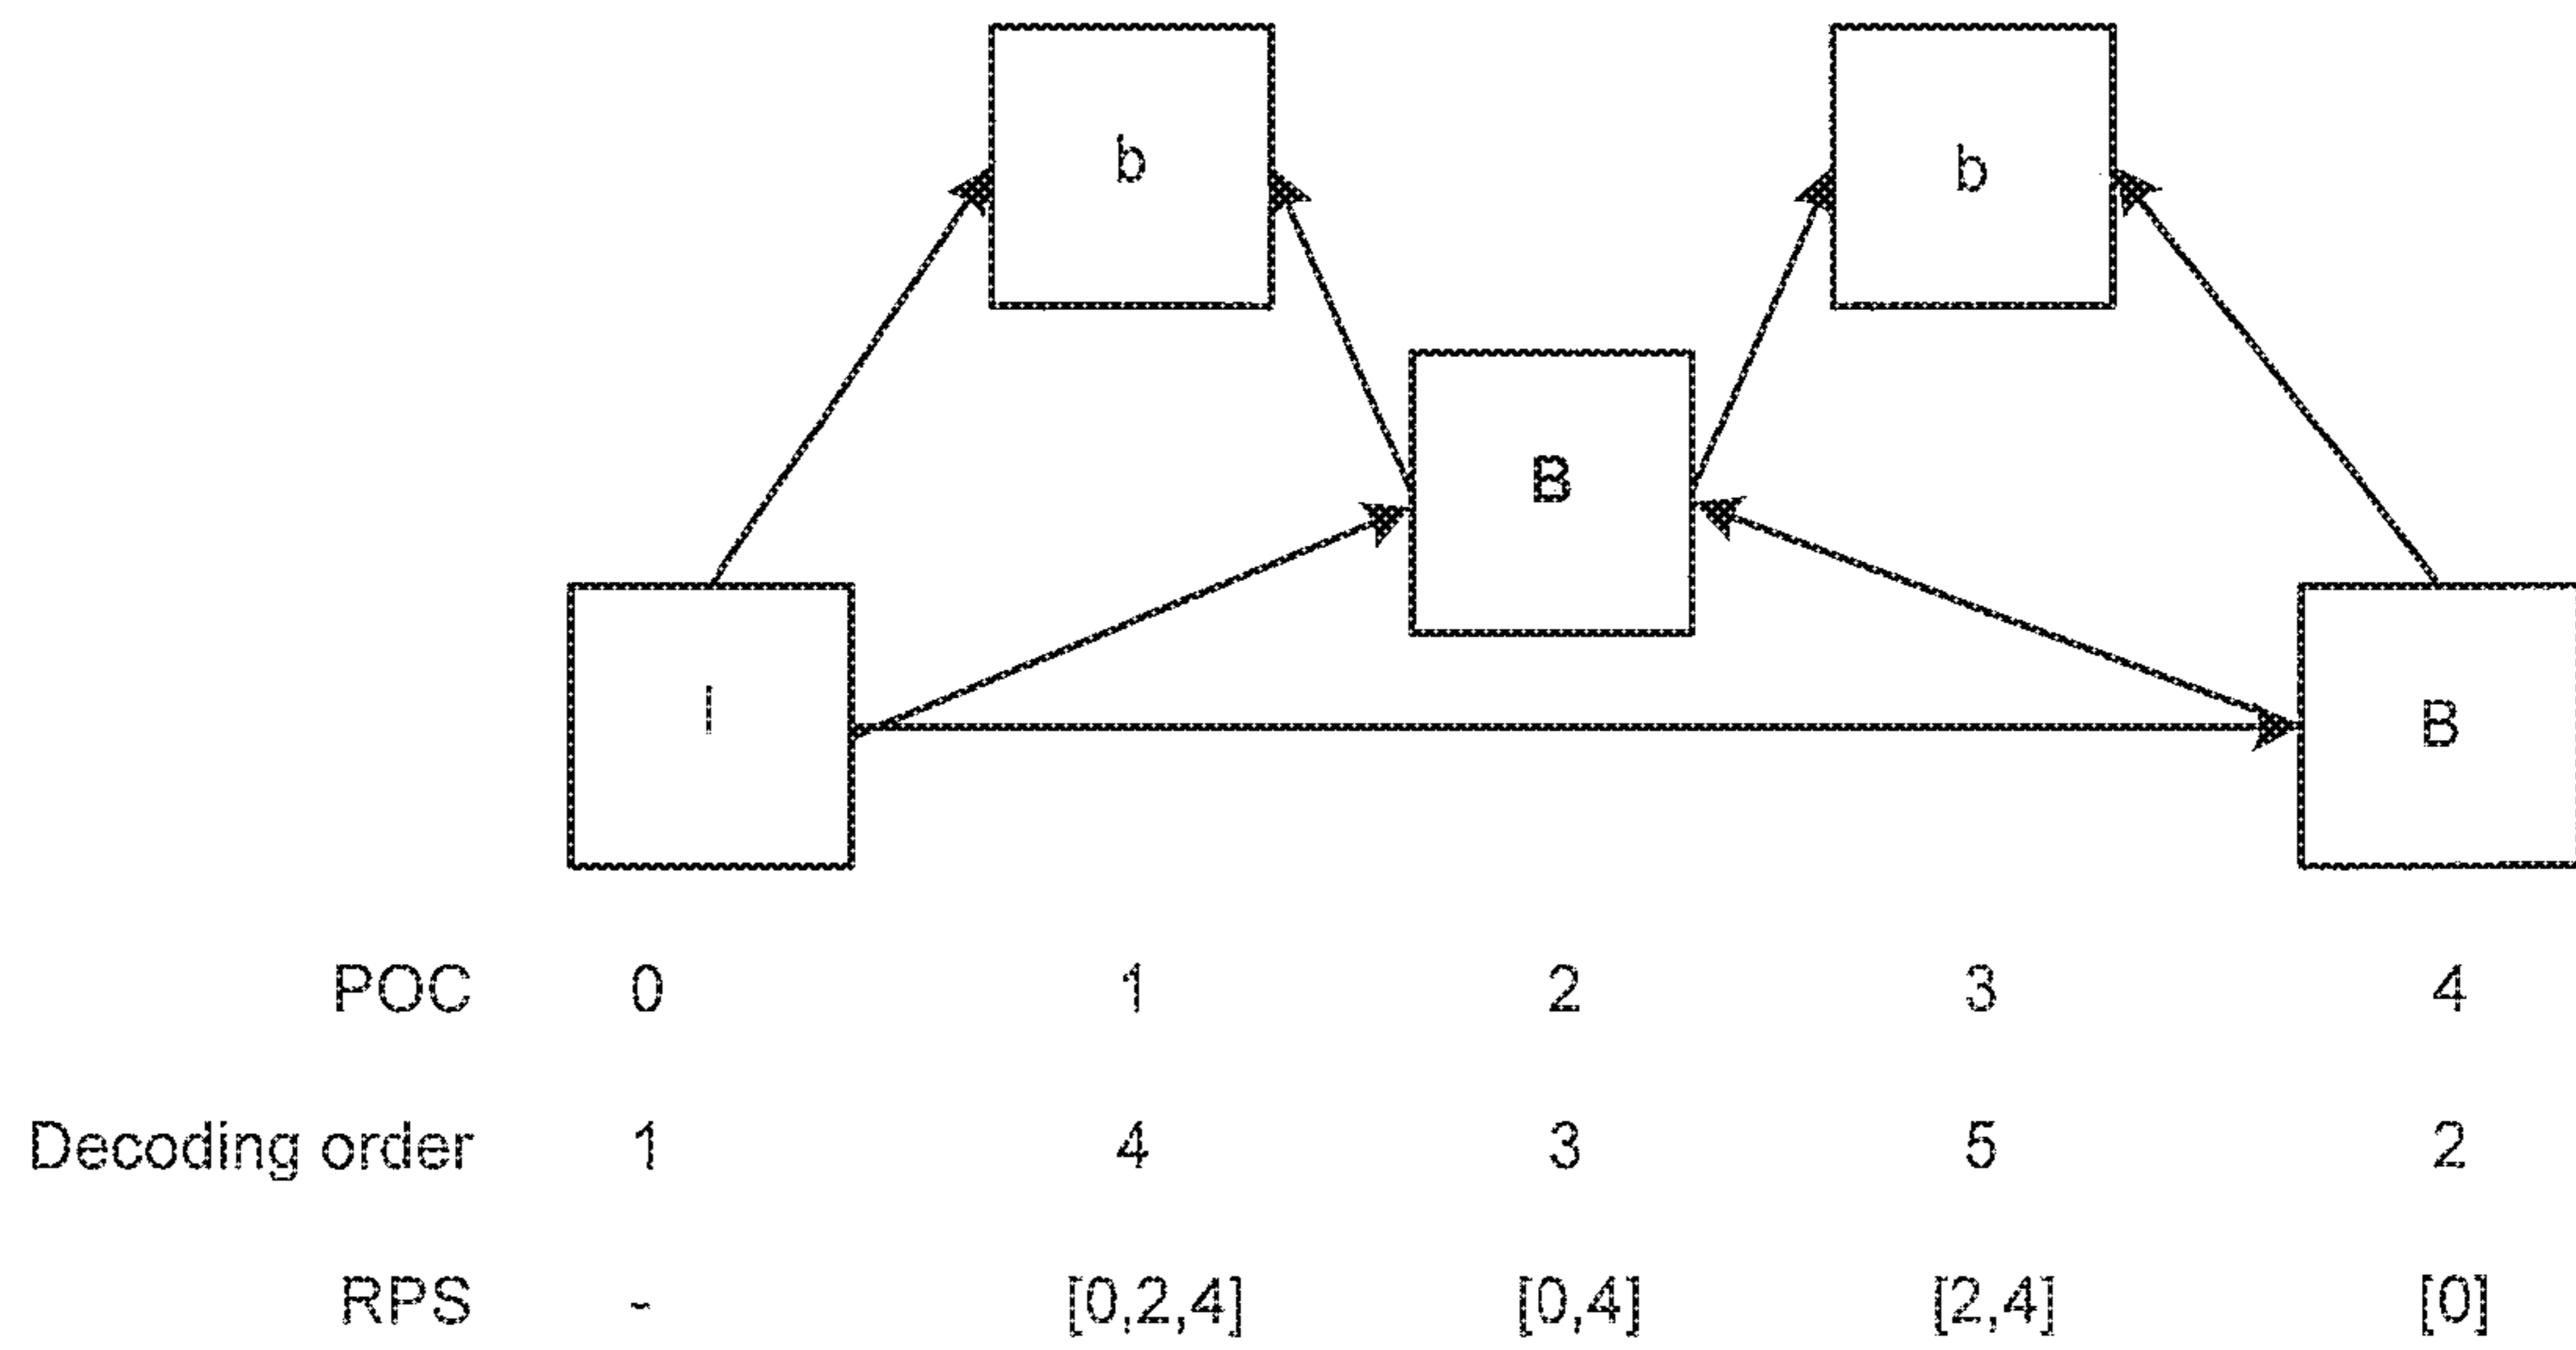 b b
B
I B
POC 0 1 2 3 4
Decoding order 1 4 3 5 2
RPS - [0,2,4] [0,4] [2,4] [0]